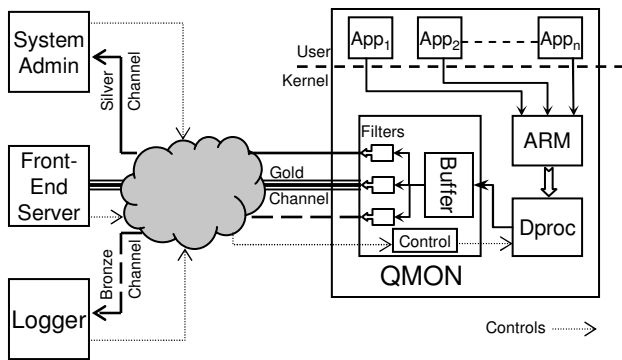 System
Admin
Silver
Channel
Front-
End
Server
Bronze
Channel
Logger
User
Kernel
App1
App2
Appn
ARM
Filters
Gold
Channel
Buffer
Control
Dproc
QMON
Controls